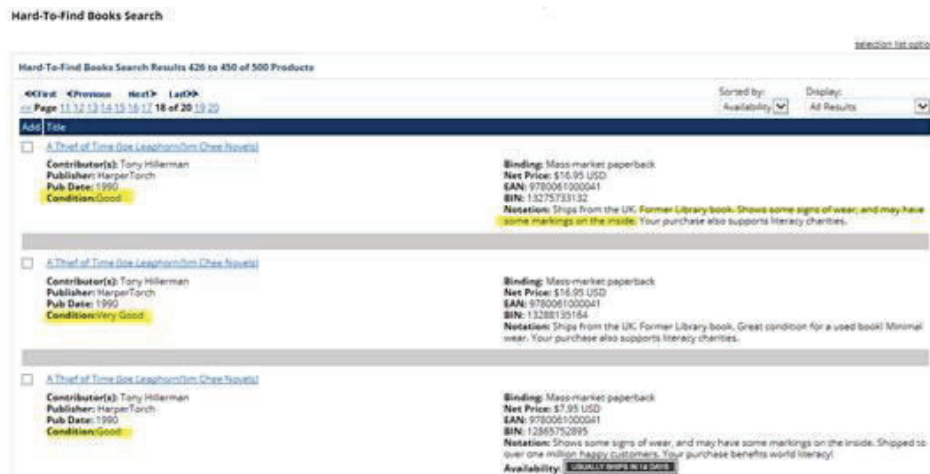 Hard-To-Find Books Search
selection list optio
Hard-To-Find Books Search Results 426 to 450 of 500 Products
<<First <Previous Next> Last>>
Sorted by: Display:
<< Page 11 12 13 14 15 16 17 18 of 20 19 20
Availability All Results
Add Title
A Thief of Time (Joe Leaphorn/Jim Chee Novels)
Contributor(s): Tony Hillerman
Publisher: HarperTorch
Pub Date: 1990
Condition:Good
Binding: Mass-market paperback
Net Price: $16.95 USD
EAN: 9780061000041
BIN: 13275733132
Notation: Ships from the UK. Former Library book. Shows some signs of wear, and may have
some markings on the inside. Your purchase also supports literacy charities.
A Thief of Time (Joe Leaphorn/Jim Chee Novels)
Contributor(s): Tony Hillerman
Publisher: HarperTorch
Pub Date: 1990
Condition:Very Good
Binding: Mass-market paperback
Net Price: $16.95 USD
EAN: 9780061000041
BIN: 13288135164
Notation: Ships from the UK. Former Library book. Great condition for a used book! Minimal
wear. Your purchase also supports literacy charities.
A Thief of Time (Joe Leaphorn/Jim Chee Novels)
Contributor(s): Tony Hillerman
Publisher: HarperTorch
Pub Date: 1990
Condition:Good
Binding: Mass-market paperback
Net Price: $7.95 USD
EAN: 9780061000041
BIN: 12865752895
Notation: Shows some signs of wear, and may have some markings on the inside. Shipped to
over one million happy customers. Your purchase benefits world literacy!
Availability: USUALLY SHIPS IN 14 DAYS